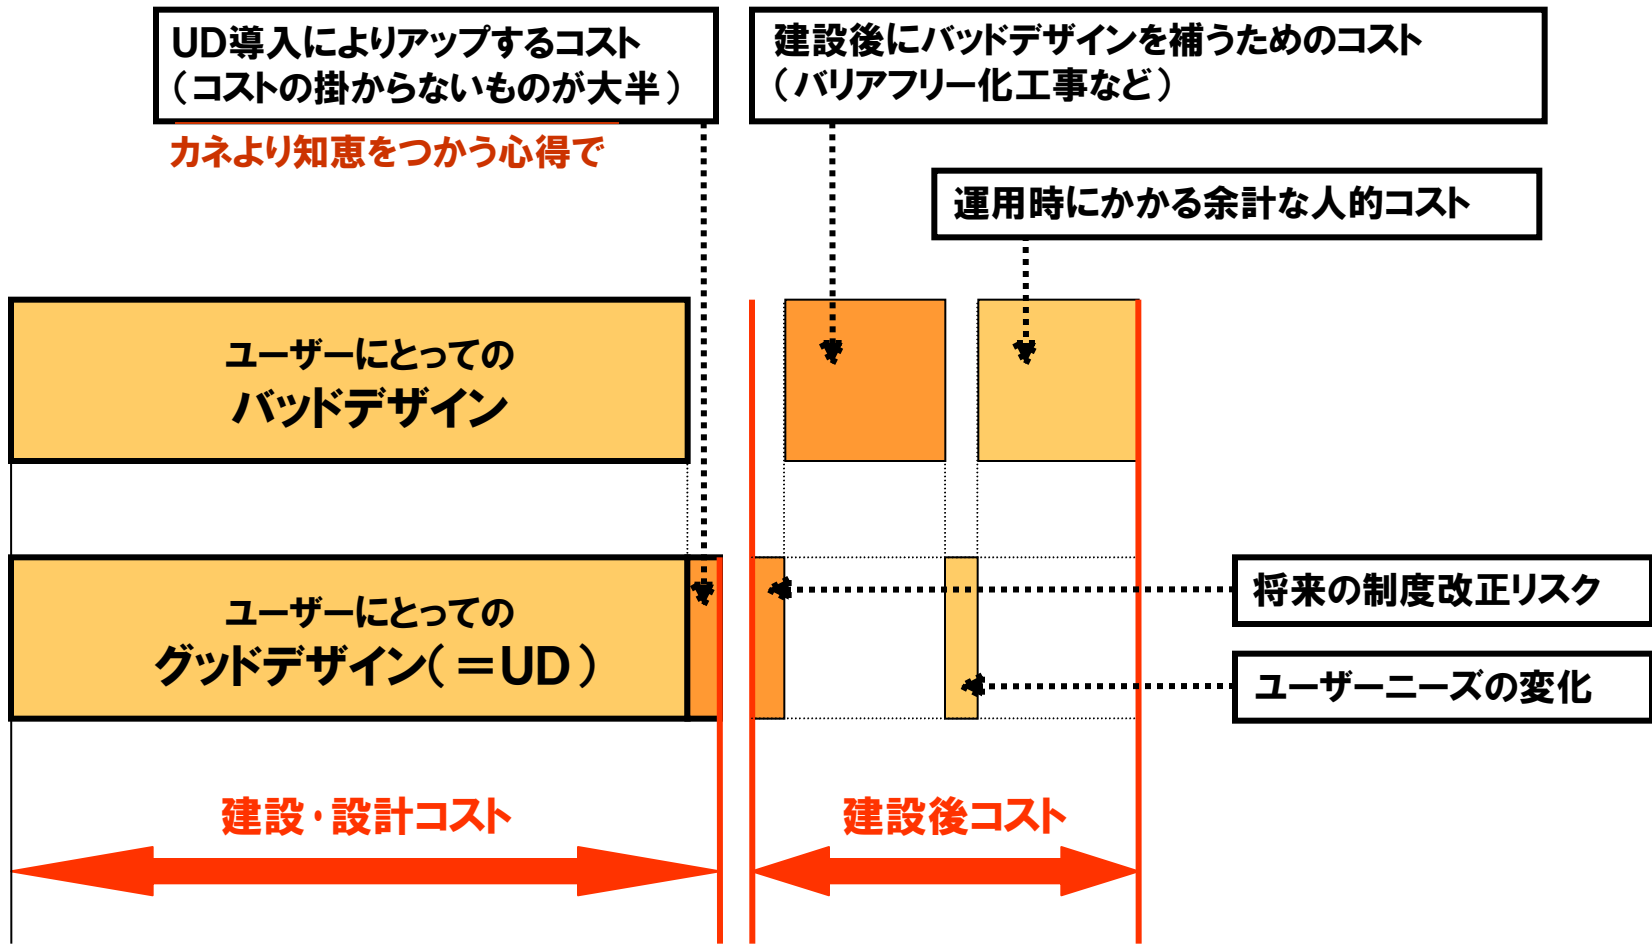 UD導入によりアップするコスト
（コストの掛からないものが大半）
カネより知恵をつかう心得で
建設後にバッドデザインを補うためのコスト
（バリアフリー化工事など）
運用時にかかる余計な人的コスト
ユーザーにとっての
バッドデザイン
ユーザーにとっての
グッドデザイン（＝UD）
将来の制度改正リスク
ユーザーニーズの変化
建設・設計コスト
建設後コスト